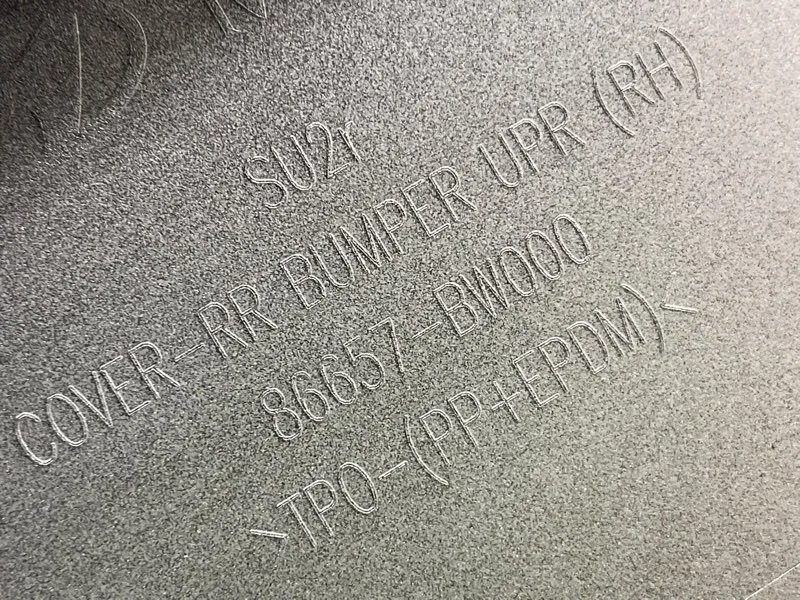 SU2r
COVER-RR BUMPER UPR (RH)
86657-BW000
>TPO-(PP+EPDM)<